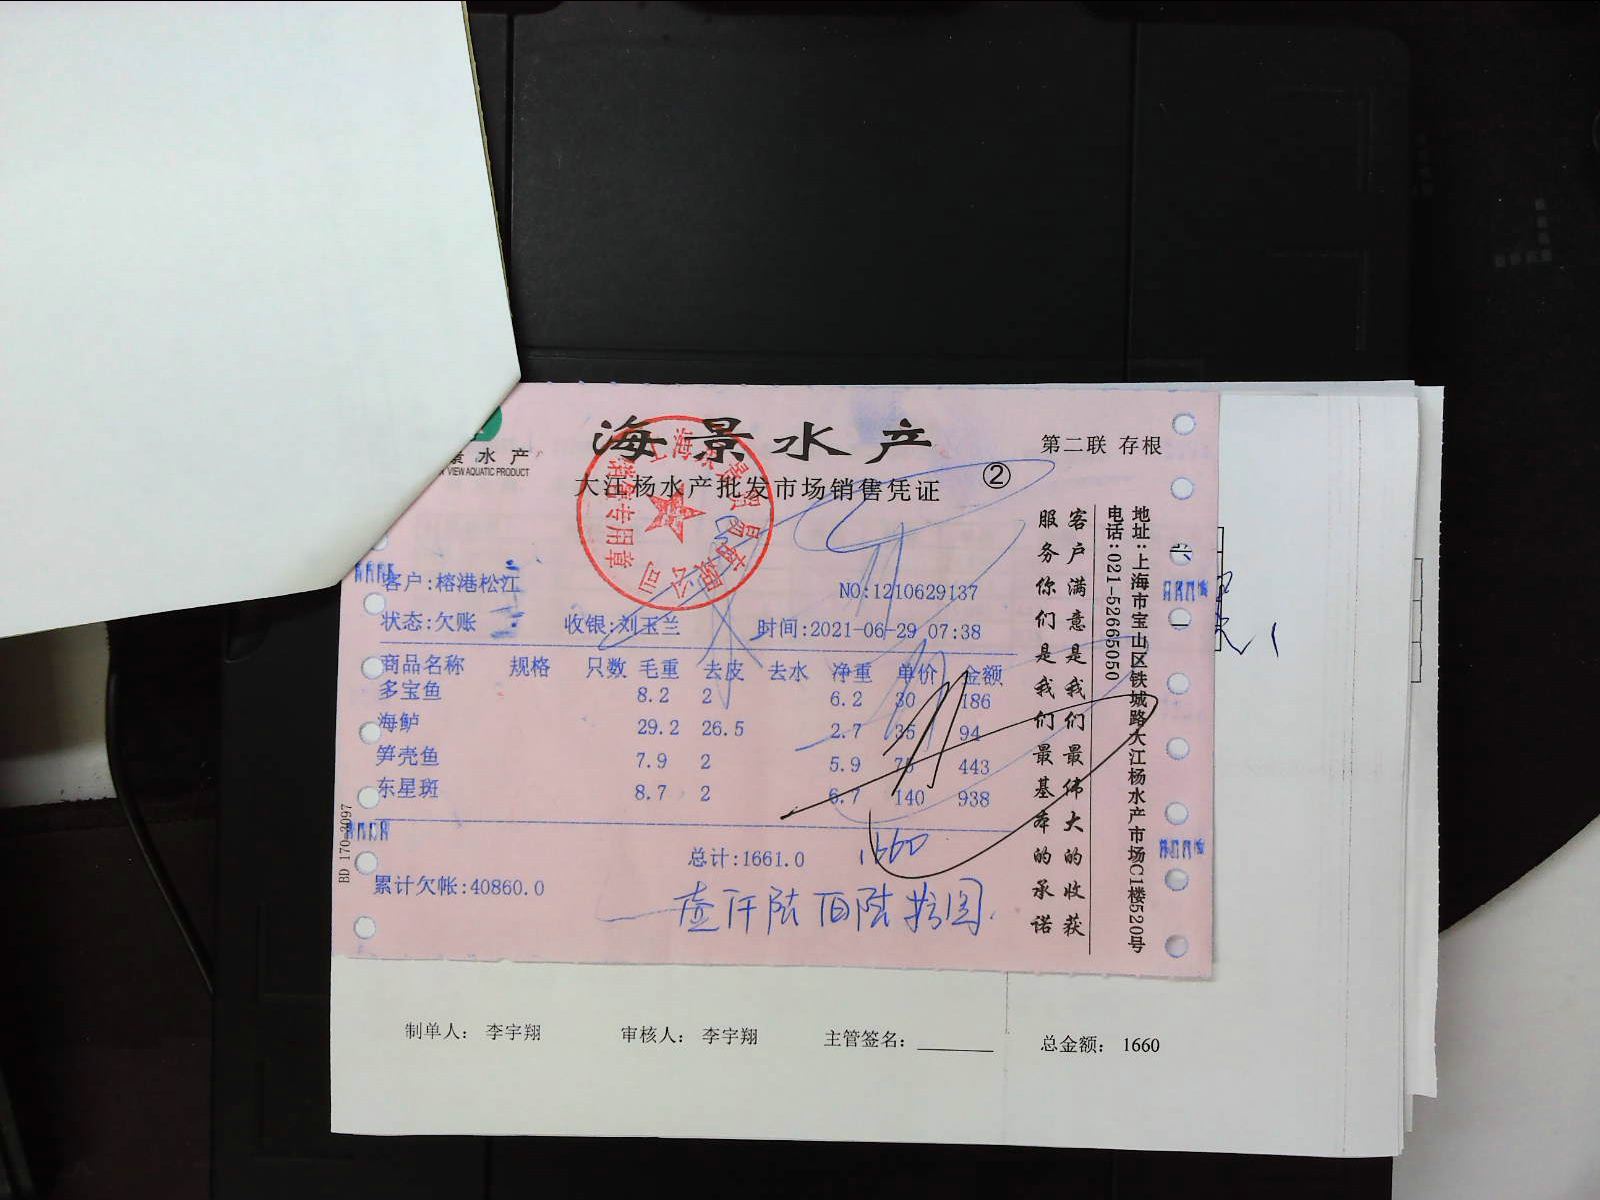 海景水产
景水产
VIEW AQUATIC PRODUCT
大江杨水产批发市场销售凭证
②
第二联 存根
客户:榕港松江
NO:1210629137
状态:欠账 收银:刘玉兰 时间:2021-06-29 07:38
商品名称 规格 只数 毛重 去皮 去水 净重 单价 金额
多宝鱼 8.2 2 6.2 30 186
海鲈 29.2 26.5 2.7 35 94
笋壳鱼 7.9 2 5.9 75 443
东星斑 8.7 2 6.7 140 938
总计:1661.0
1660
累计欠帐:40860.0
壹仟陆佰陆拾圆
客户满意是我们最伟大的收获
服务你们是我们最基本的承诺
地址:上海市宝山区铁城路大江杨水产市场C1楼520号
电话:021-52665050
BD 170-3097
制单人: 李宇翔 审核人: 李宇翔 主管签名: 总金额: 1660